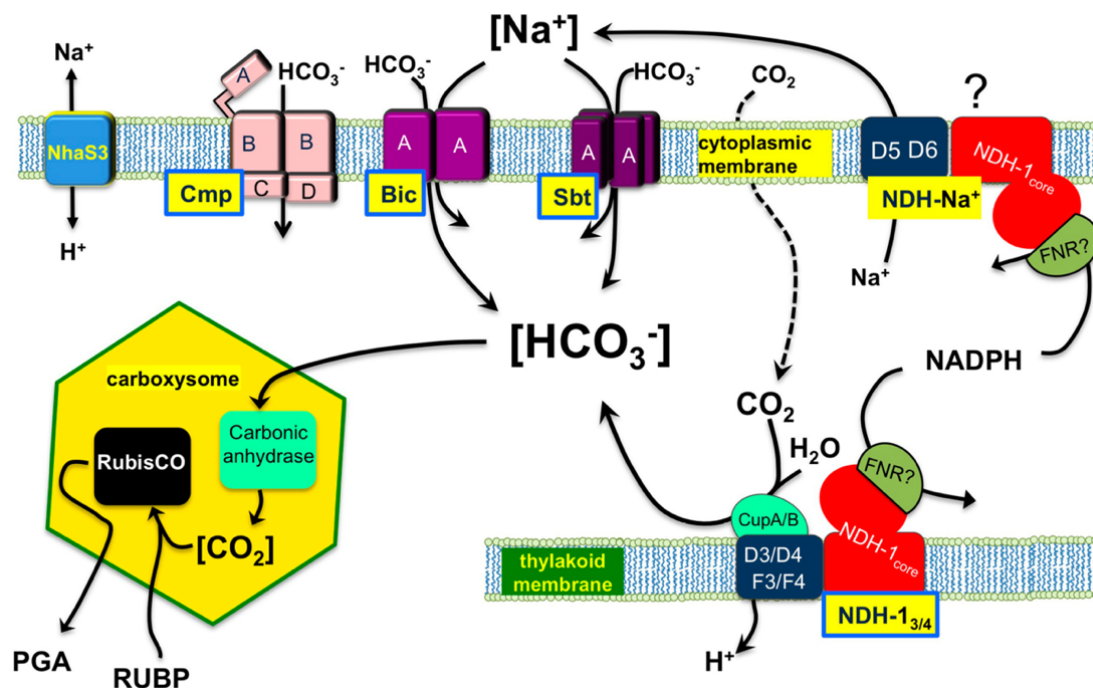 [Na⁺]
?
Na⁺
A
HCO₃⁻
HCO₃⁻
HCO₃⁻
CO₂
NhaS3
B
B
A
A
A
A
cytoplasmic
membrane
D5 D6
NDH-1core
C
D
Cmp
Bic
Sbt
NDH-Na⁺
H⁺
Na⁺
FNR?
[HCO₃⁻]
NADPH
carboxysome
CO₂
Carbonic
anhydrase
RubisCO
H₂O
FNR?
CupA/B
NDH-1core
[CO₂]
thylakoid
membrane
D3/D4
F3/F4
NDH-1₃/₄
PGA
RUBP
H⁺